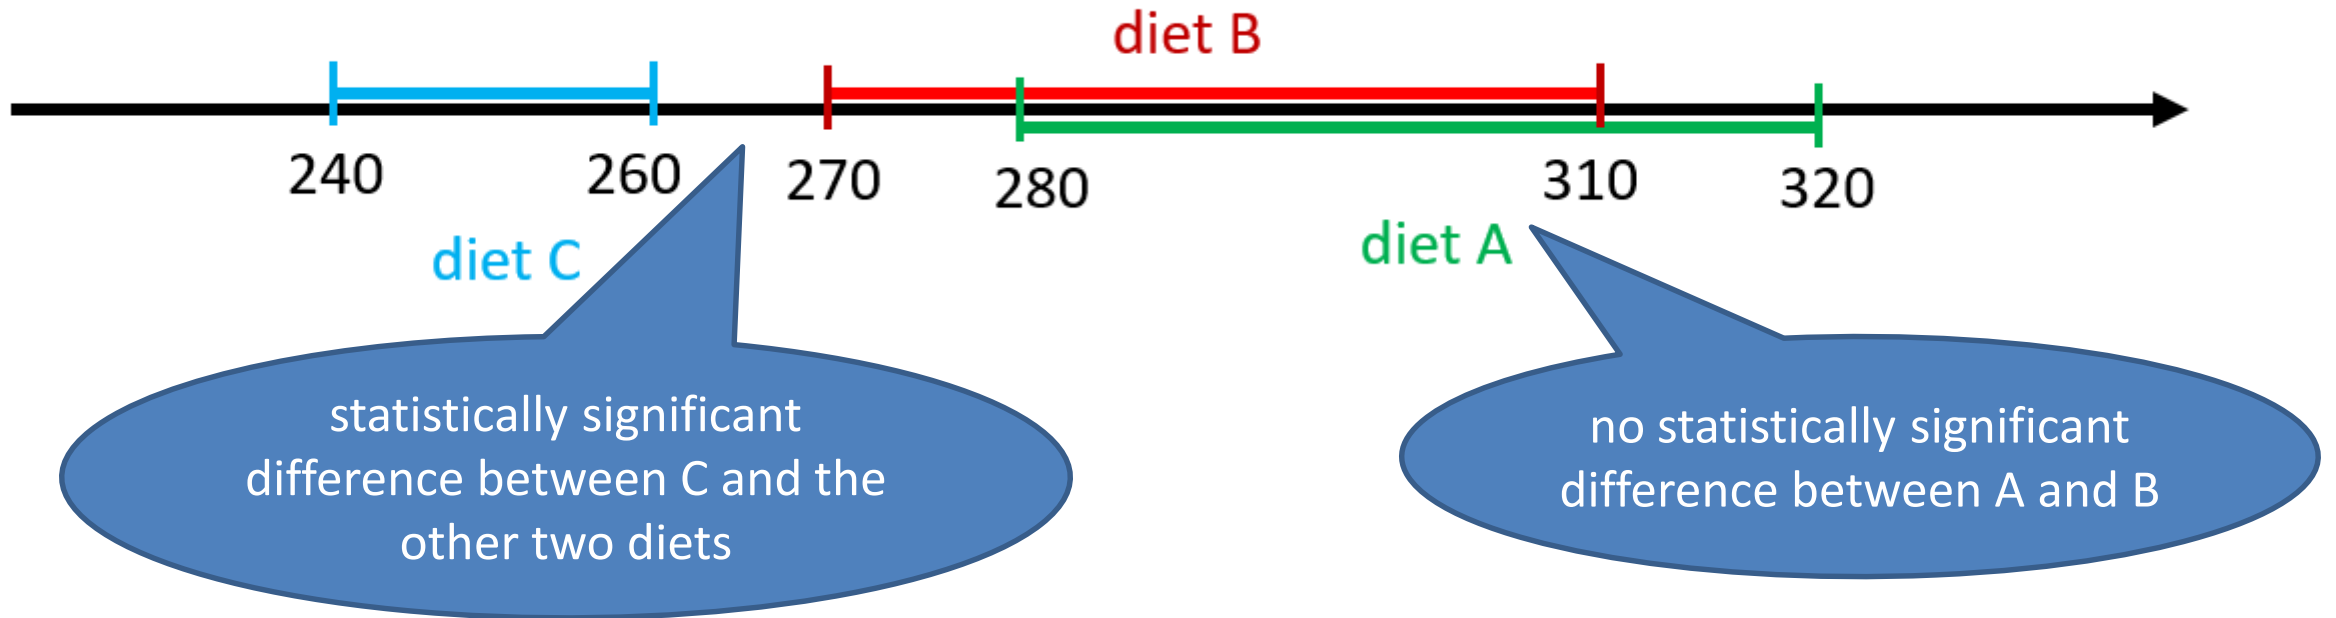 diet B
240
260
270
280
310
320
diet C
diet A
statistically significant
difference between C and the
other two diets
no statistically significant
difference between A and B